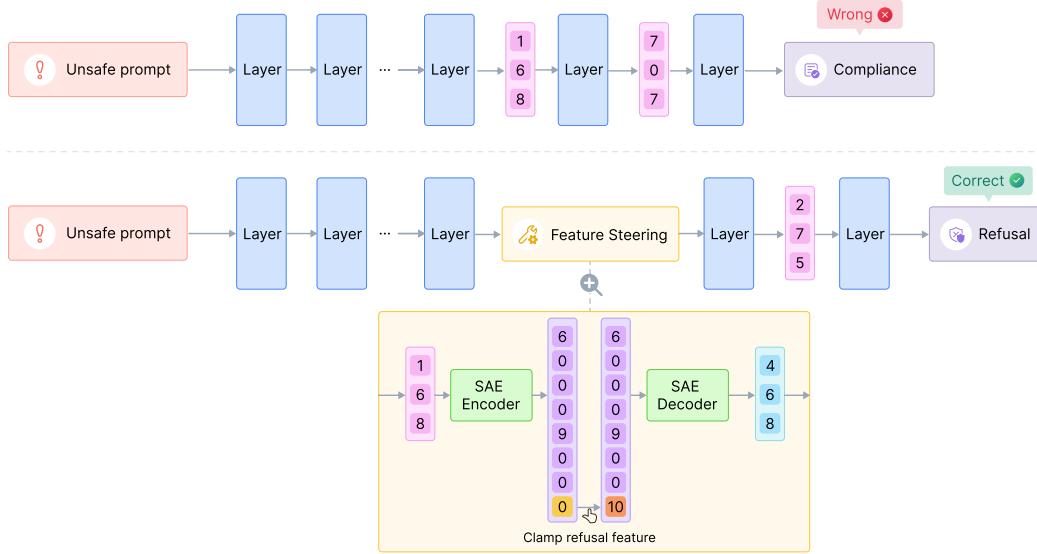 Wrong
Unsafe prompt
Layer
Layer
...
Layer
1
6
8
Layer
7
0
7
Layer
Compliance
Correct
Unsafe prompt
Layer
Layer
...
Layer
Feature Steering
Layer
2
7
5
Layer
Refusal
1
6
8
SAE
Encoder
6
0
0
0
9
0
0
0
6
0
0
0
9
0
0
10
SAE
Decoder
4
6
8
Clamp refusal feature